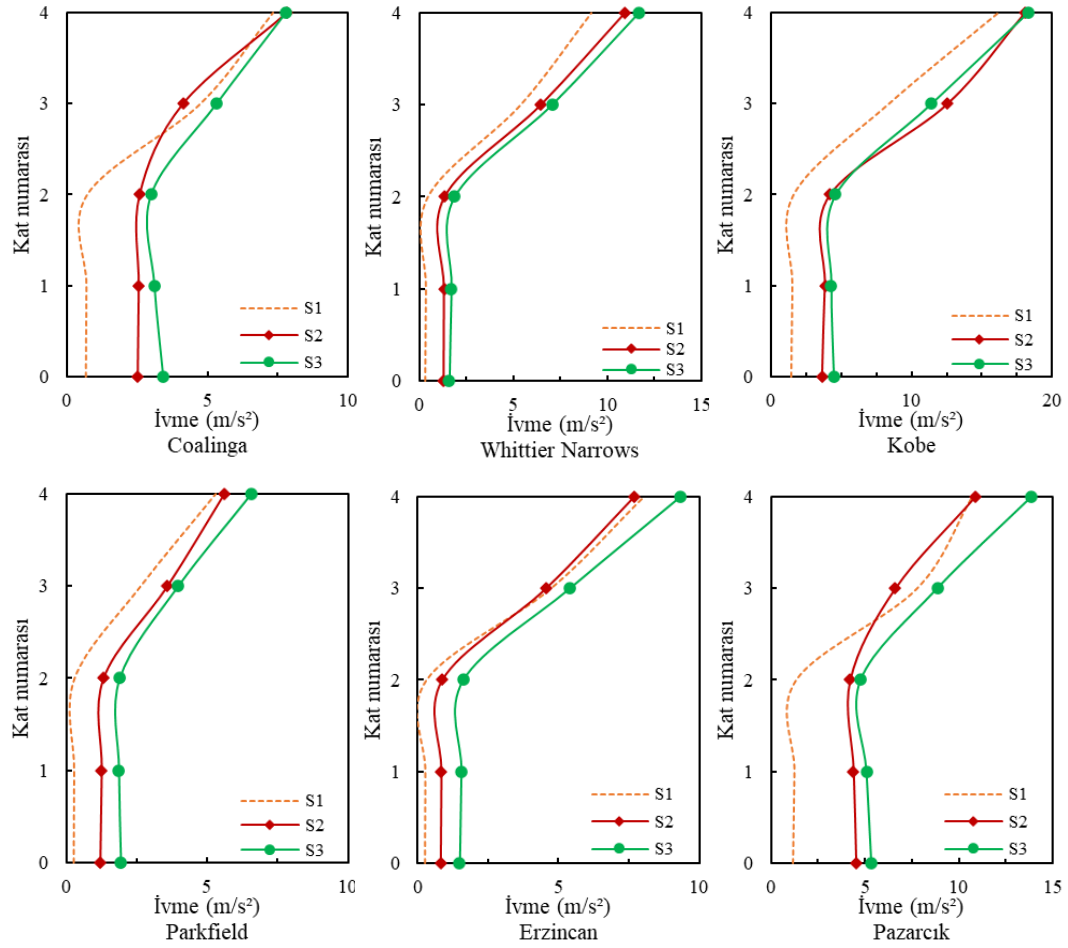 4
3
2
1
0
Kat numarası
S1
S2
S3
0
5
10
İvme (m/s²)
Coalinga
4
3
2
1
0
Kat numarası
S1
S2
S3
0
5
10
15
İvme (m/s²)
Whittier Narrows
4
3
2
1
0
Kat numarası
S1
S2
S3
0
5
10
15
20
İvme (m/s²)
Kobe
4
3
2
1
0
Kat numarası
S1
S2
S3
0
5
10
İvme (m/s²)
Parkfield
4
3
2
1
0
Kat numarası
S1
S2
S3
0
5
10
İvme (m/s²)
Erzincan
4
3
2
1
0
Kat numarası
S1
S2
S3
0
5
10
15
İvme (m/s²)
Pazarcık